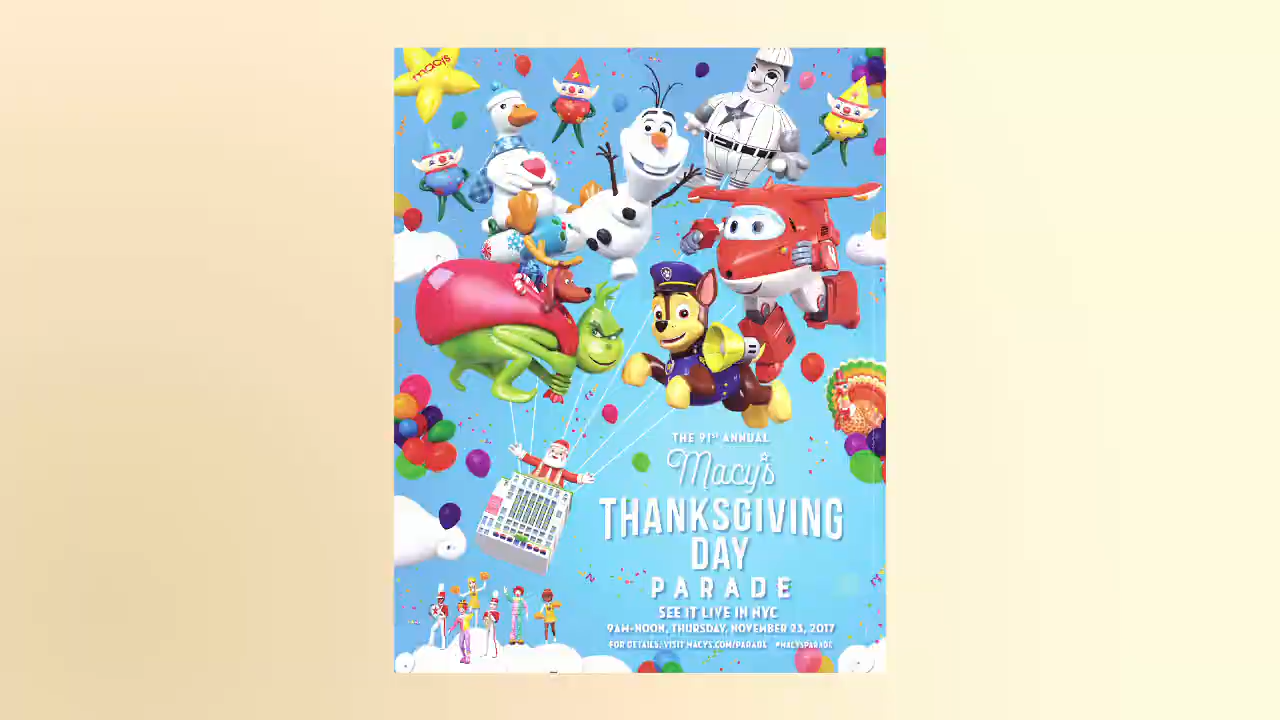 macy's
THE 91ST ANNUAL
Macy's
THANKSGIVING
DAY
PARADE
SEE IT LIVE IN NYC
9AM-NOON, THURSDAY, NOVEMBER 23, 2017
FOR DETAILS, VISIT MACYS.COM/PARADE #MACYSPARADE